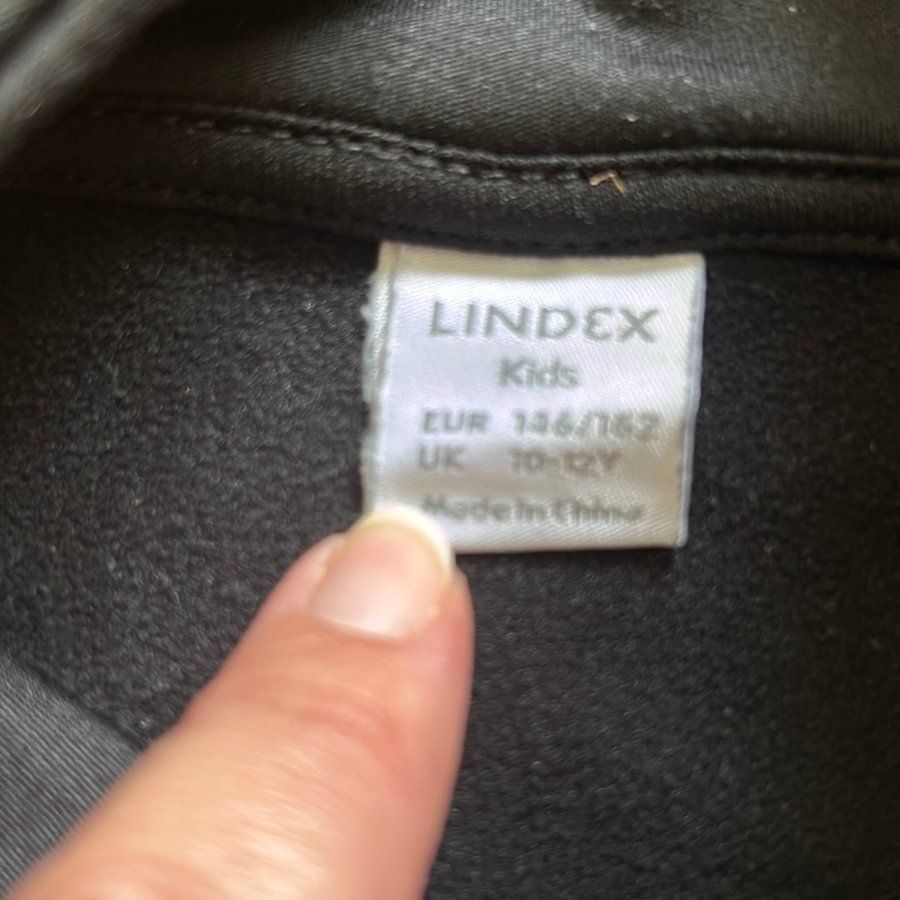 LINDEX
Kids
EUR 146/152
UK 10-12Y
Made in China